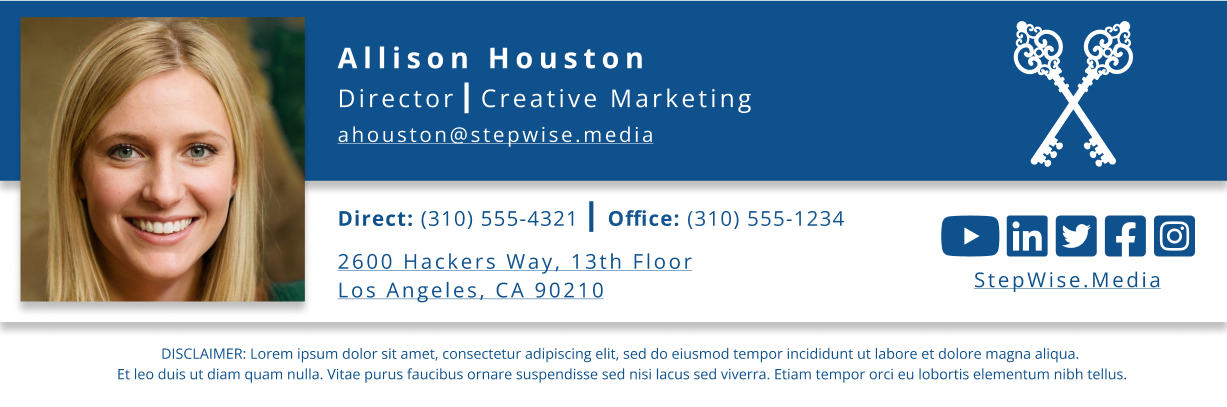 Allison Houston
Director | Creative Marketing
ahouston@stepwise.media
Direct: (310) 555-4321 | Office: (310) 555-1234
2600 Hackers Way, 13th Floor
Los Angeles, CA 90210
in
StepWise.Media
DISCLAIMER: Lorem ipsum dolor sit amet, consectetur adipiscing elit, sed do eiusmod tempor incididunt ut labore et dolore magna aliqua.
Et leo duis ut diam quam nulla. Vitae purus faucibus ornare suspendisse sed nisi lacus sed viverra. Etiam tempor orci eu lobortis elementum nibh tellus.